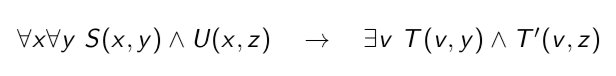 ∀x∀y S(x, y) ∧ U(x, z) → ∃v T(v, y) ∧ T′(v, z)